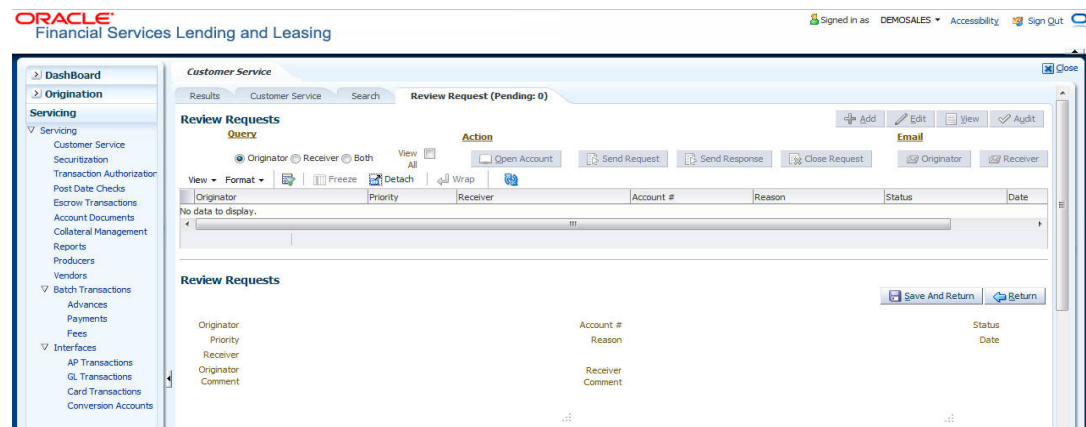 ORACLE
Financial Services Lending and Leasing
Signed in as DEMOSALES Accessibility Sign Out
Close
DashBoard
Origination
Servicing
Servicing
Customer Service
Securitization
Transaction Authorization
Post Date Checks
Escrow Transactions
Account Documents
Collateral Management
Reports
Producers
Vendors
Batch Transactions
Advances
Payments
Fees
Interfaces
AP Transactions
GL Transactions
Card Transactions
Conversion Accounts
Customer Service
Results Customer Service Search Review Request (Pending: 0)
Review Requests
Add Edit View Audit
Query Action Email
Originator Receiver Both View All Open Account Send Request Send Response Close Request Originator Receiver
View Format Freeze Detach Wrap
Originator Priority Receiver Account # Reason Status Date
No data to display.
Review Requests
Save And Return Return
Originator Account # Status
Priority Reason Date
Receiver
Originator Comment Receiver Comment